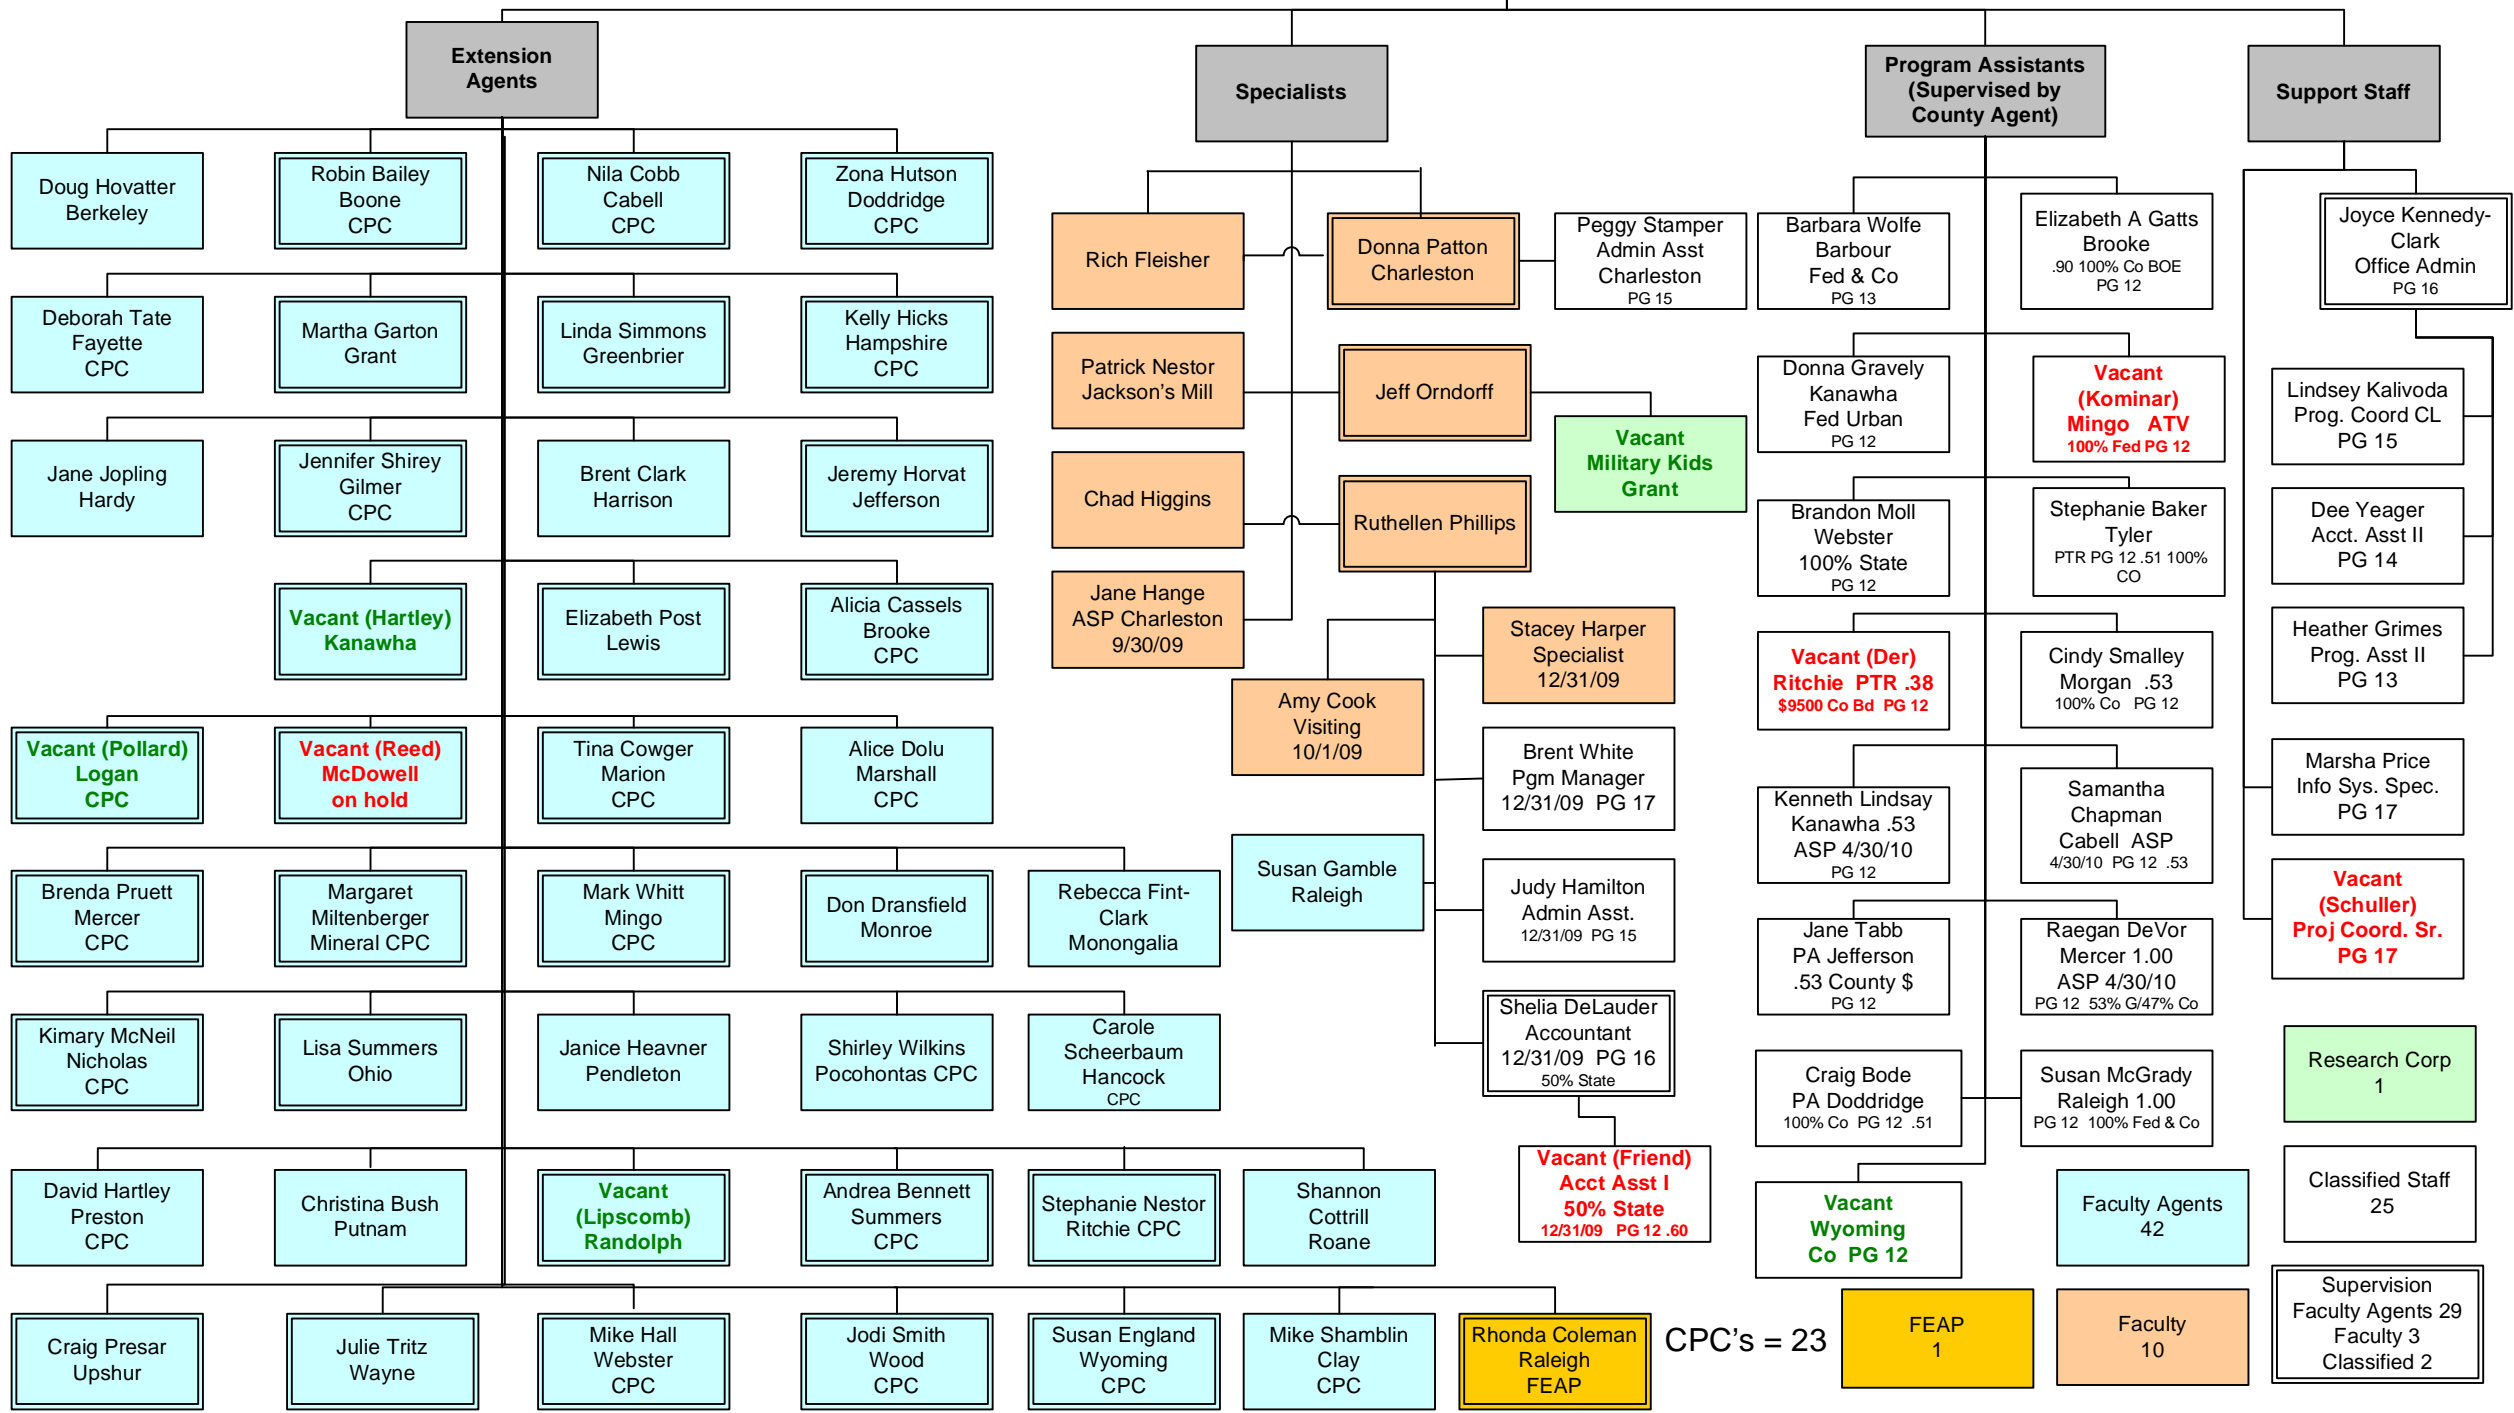 Extension
Agents
Specialists
Program Assistants
(Supervised by
County Agent)
Support Staff
Doug Hovatter
Berkeley
Robin Bailey
Boone
CPC
Nila Cobb
Cabell
CPC
Zona Hutson
Doddridge
CPC
Deborah Tate
Fayette
CPC
Martha Garton
Grant
Linda Simmons
Greenbrier
Kelly Hicks
Hampshire
CPC
Jane Jopling
Hardy
Jennifer Shirey
Gilmer
CPC
Brent Clark
Harrison
Jeremy Horvat
Jefferson
Vacant (Hartley)
Kanawha
Elizabeth Post
Lewis
Alicia Cassels
Brooke
CPC
Vacant (Pollard)
Logan
CPC
Vacant (Reed)
McDowell
on hold
Tina Cowger
Marion
CPC
Alice Dolu
Marshall
CPC
Brenda Pruett
Mercer
CPC
Margaret
Miltenberger
Mineral CPC
Mark Whitt
Mingo
CPC
Don Dransfield
Monroe
Rebecca Fint-
Clark
Monongalia
Kimary McNeil
Nicholas
CPC
Lisa Summers
Ohio
Janice Heavner
Pendleton
Shirley Wilkins
Pocohontas CPC
Carole
Scheerbaum
Hancock
CPC
David Hartley
Preston
CPC
Christina Bush
Putnam
Vacant
(Lipscomb)
Randolph
Andrea Bennett
Summers
CPC
Stephanie Nestor
Ritchie CPC
Shannon
Cottrill
Roane
Craig Presar
Upshur
Julie Tritz
Wayne
Mike Hall
Webster
CPC
Jodi Smith
Wood
CPC
Susan England
Wyoming
CPC
Mike Shamblin
Clay
CPC
Rhonda Coleman
Raleigh
FEAP
Rich Fleisher
Donna Patton
Charleston
Peggy Stamper
Admin Asst
Charleston
PG 15
Patrick Nestor
Jackson’s Mill
Jeff Orndorff
Vacant
Military Kids
Grant
Chad Higgins
Ruthellen Phillips
Jane Hange
ASP Charleston
9/30/09
Stacey Harper
Specialist
12/31/09
Amy Cook
Visiting
10/1/09
Brent White
Pgm Manager
12/31/09 PG 17
Susan Gamble
Raleigh
Judy Hamilton
Admin Asst.
12/31/09 PG 15
Shelia DeLauder
Accountant
12/31/09 PG 16
50% State
Vacant (Friend)
Acct Asst I
50% State
12/31/09 PG 12 .60
Barbara Wolfe
Barbour
Fed & Co
PG 13
Elizabeth A Gatts
Brooke
.90 100% Co BOE
PG 12
Donna Gravely
Kanawha
Fed Urban
PG 12
Vacant
(Kominar)
Mingo ATV
100% Fed PG 12
Brandon Moll
Webster
100% State
PG 12
Stephanie Baker
Tyler
PTR PG 12 .51 100%
CO
Vacant (Der)
Ritchie PTR .38
$9500 Co Bd PG 12
Cindy Smalley
Morgan .53
100% Co PG 12
Kenneth Lindsay
Kanawha .53
ASP 4/30/10
PG 12
Samantha
Chapman
Cabell ASP
4/30/10 PG 12 .53
Jane Tabb
PA Jefferson
.53 County $
PG 12
Raegan DeVor
Mercer 1.00
ASP 4/30/10
PG 12 53% G/47% Co
Craig Bode
PA Doddridge
100% Co PG 12 .51
Susan McGrady
Raleigh 1.00
PG 12 100% Fed & Co
Vacant
Wyoming
Co PG 12
Joyce Kennedy-
Clark
Office Admin
PG 16
Lindsey Kalivoda
Prog. Coord CL
PG 15
Dee Yeager
Acct. Asst II
PG 14
Heather Grimes
Prog. Asst II
PG 13
Marsha Price
Info Sys. Spec.
PG 17
Vacant
(Schuller)
Proj Coord. Sr.
PG 17
Research Corp
1
Faculty Agents
42
Classified Staff
25
CPC’s = 23
FEAP
1
Faculty
10
Supervision
Faculty Agents 29
Faculty 3
Classified 2